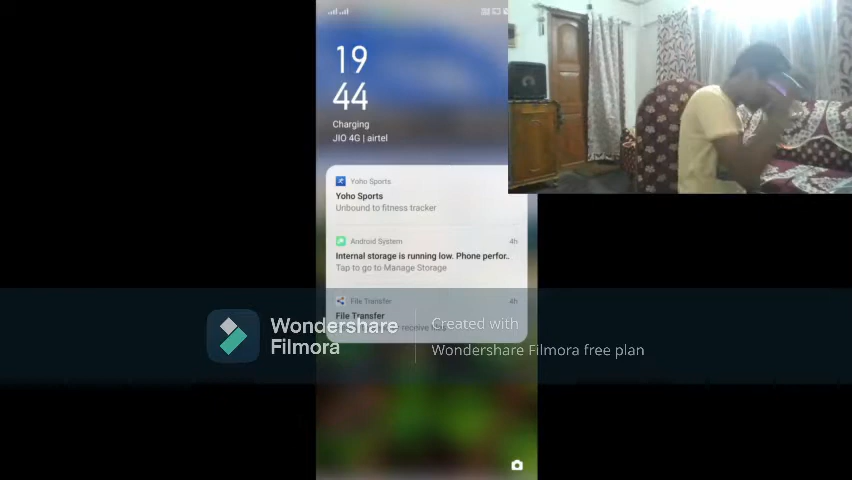 19
44
Charging
JIO 4G | airtel
Yoho Sports
Yoho Sports
Unbound to fitness tracker
Android System 4h
Internal storage is running low. Phone perfor..
Tap to go to Manage Storage
File Transfer 4h
File Transfer
receive
Wondershare
Filmora
Created with
Wondershare Filmora free plan